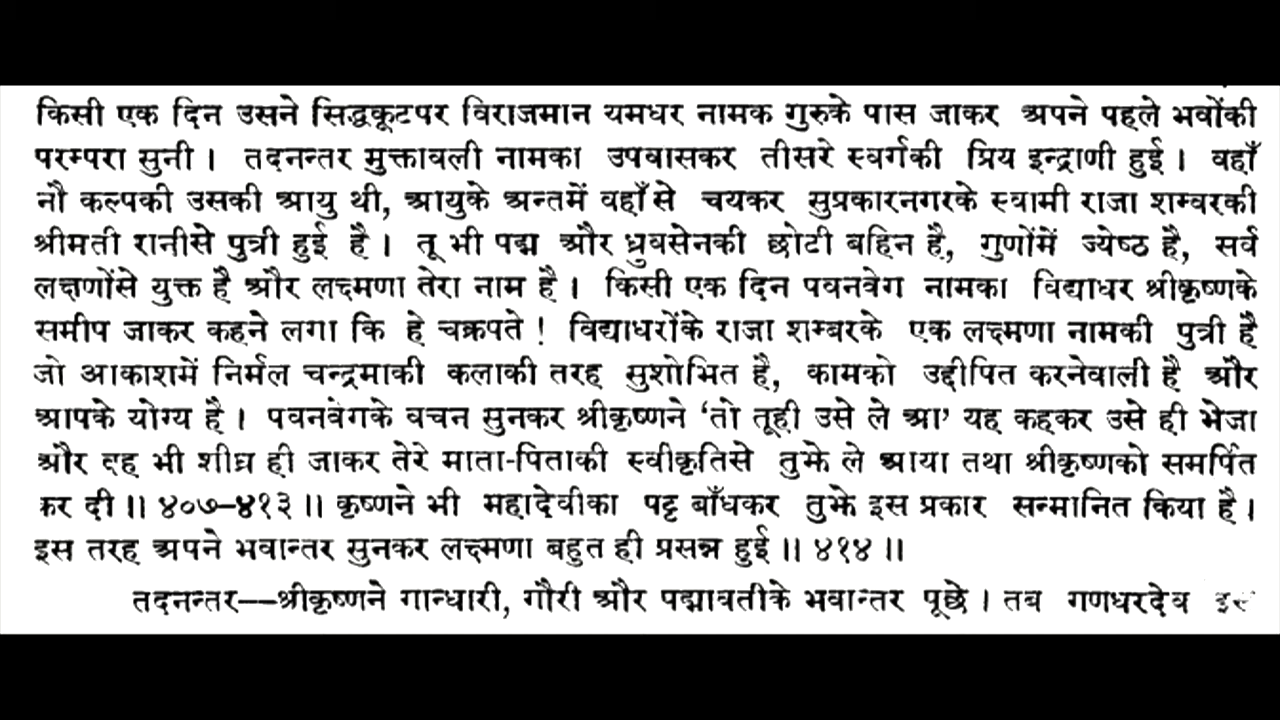 किसी एक दिन उसने सिद्धकूटपर विराजमान यमधर नामक गुरुके पास जाकर अपने पहले भवोंकी
परम्परा सुनी। तदनन्तर मुक्तावली नामका उपवासकर तीसरे स्वर्गकी प्रिय इन्द्राणी हुई। वहाँ
नौ कल्पकी उसकी आयु थी, आयुके अन्तमें वहाँ से चयकर सुप्रकारनगरके स्वामी राजा शम्बरकी
श्रीमती रानीसे पुत्री हुई है। तू भी पद्म और ध्रुवसेनकी छोटी बहिन है, गुणोंमें ज्येष्ठ है, सर्व
लक्षणोंसे युक्त है और लक्ष्मणा तेरा नाम है। किसी एक दिन पवनवेग नामका विद्याधर श्रीकृष्णके
समीप जाकर कहने लगा कि हे चक्रपते ! विद्याधरोंके राजा शम्बरके एक लक्ष्मणा नामकी पुत्री है
जो आकाशमें निर्मल चन्द्रमाकी कलाकी तरह सुशोभित है, कामको उद्दीपित करनेवाली है और
आपके योग्य है। पवनवेगके वचन सुनकर श्रीकृष्णने ‘तो तूही उसे ले आ’ यह कहकर उसे ही भेजा
और वह भी शीघ्र ही जाकर तेरे माता-पिताकी स्वीकृतिसे तुझे ले आया तथा श्रीकृष्णको समर्पित
कर दी ॥ ४०७–४१३ ॥ कृष्णने भी महादेवीका पट्ट बाँधकर तुझे इस प्रकार सन्मानित किया है।
इस तरह अपने भवान्तर सुनकर लक्ष्मणा बहुत ही प्रसन्न हुई ॥ ४१४ ॥
तदनन्तर—श्रीकृष्णने गान्धारी, गौरी और पद्मावतीके भवान्तर पूछे। तब गणधरदेव